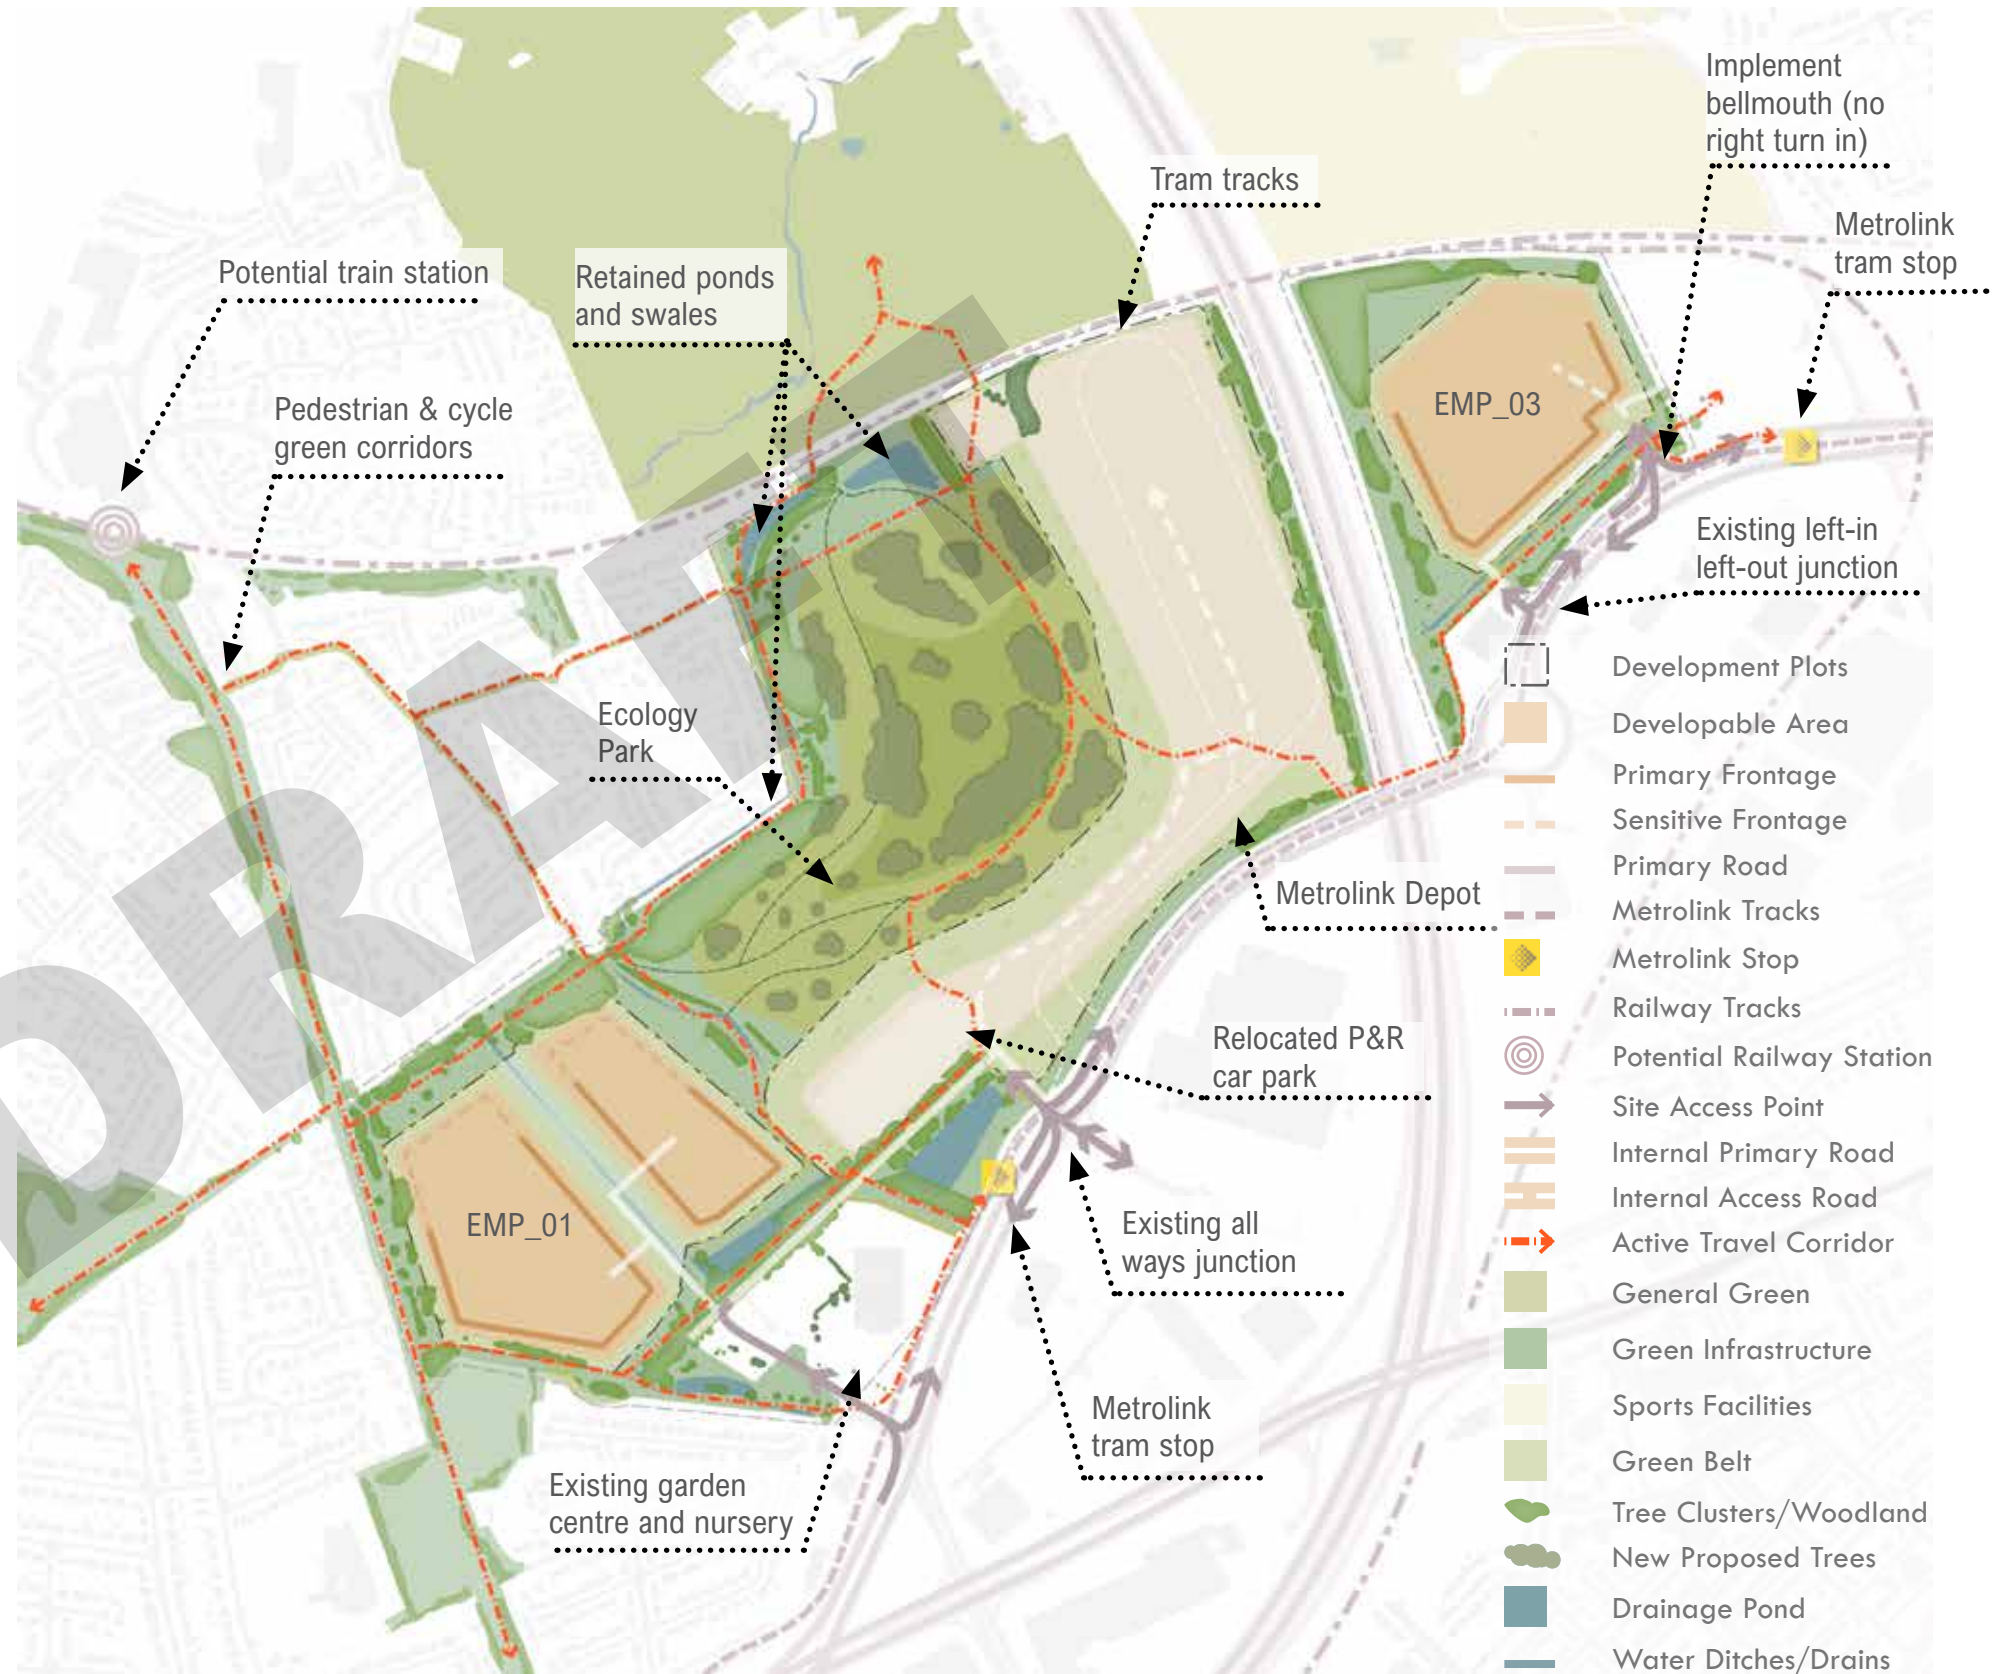 Implement
bellmouth (no
right turn in)
Tram tracks
Metrolink
tram stop
Potential train station
Retained ponds
and swales
Pedestrian & cycle
green corridors
EMP_03
Existing left-in
left-out junction
Ecology
Park
Metrolink Depot
Relocated P&R
car park
EMP_01
Existing all
ways junction
Metrolink
tram stop
Existing garden
centre and nursery
DRAFT
Development Plots
Developable Area
Primary Frontage
Sensitive Frontage
Primary Road
Metrolink Tracks
Metrolink Stop
Railway Tracks
Potential Railway Station
Site Access Point
Internal Primary Road
Internal Access Road
Active Travel Corridor
General Green
Green Infrastructure
Sports Facilities
Green Belt
Tree Clusters/Woodland
New Proposed Trees
Drainage Pond
Water Ditches/Drains